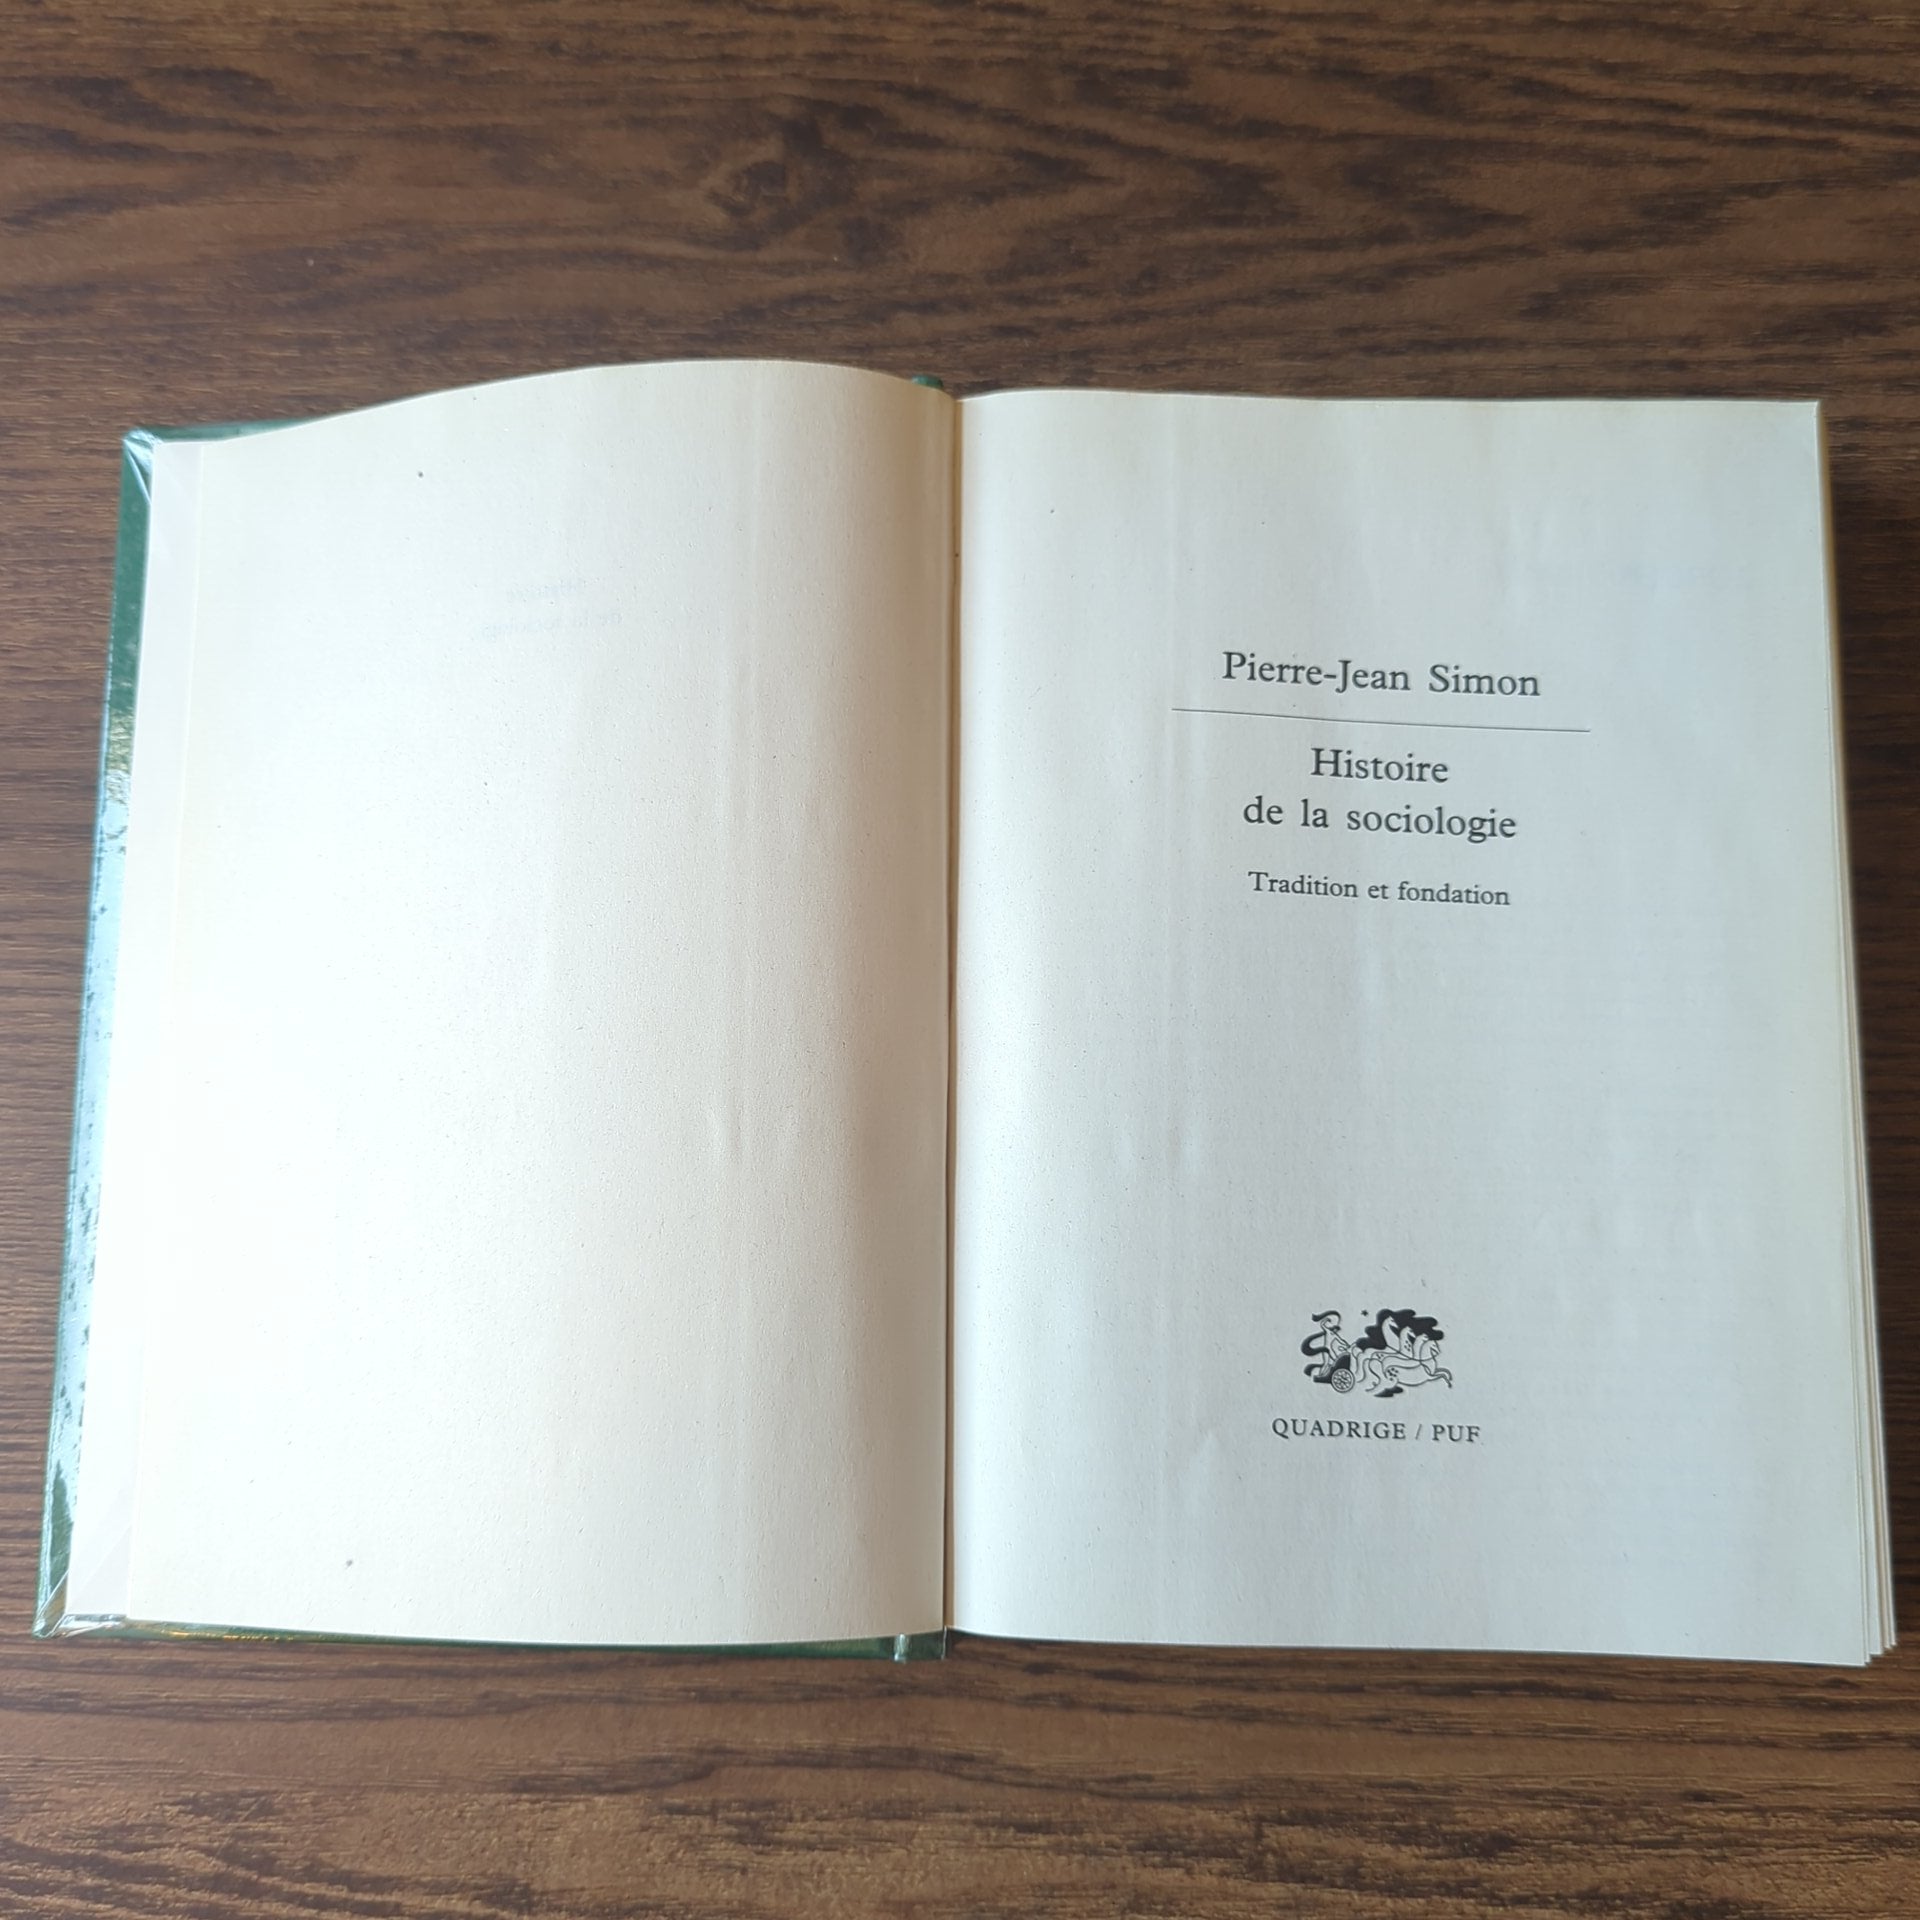 Pierre-Jean Simon
Histoire
de la sociologie
Tradition et fondation
QUADRIGE / PUF